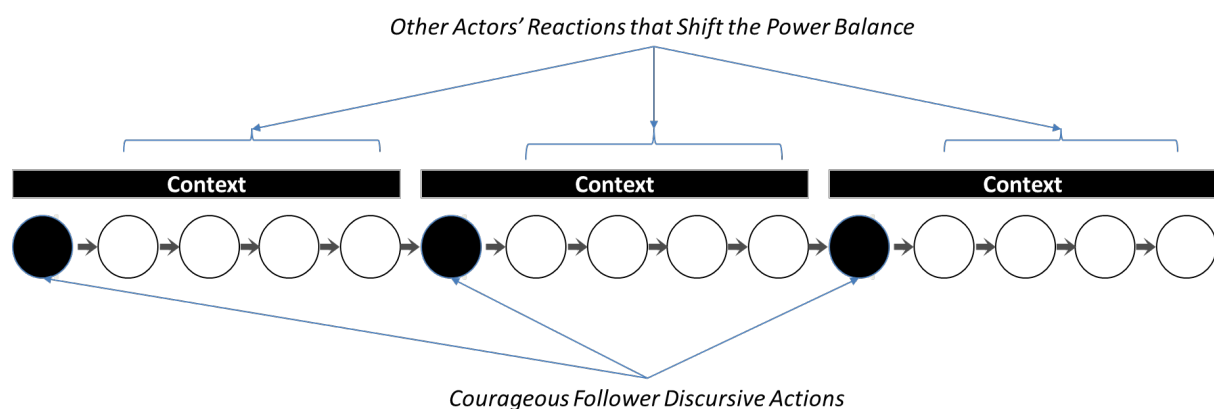 Other Actors’ Reactions that Shift the Power Balance
Context
Context
Context
Courageous Follower Discursive Actions